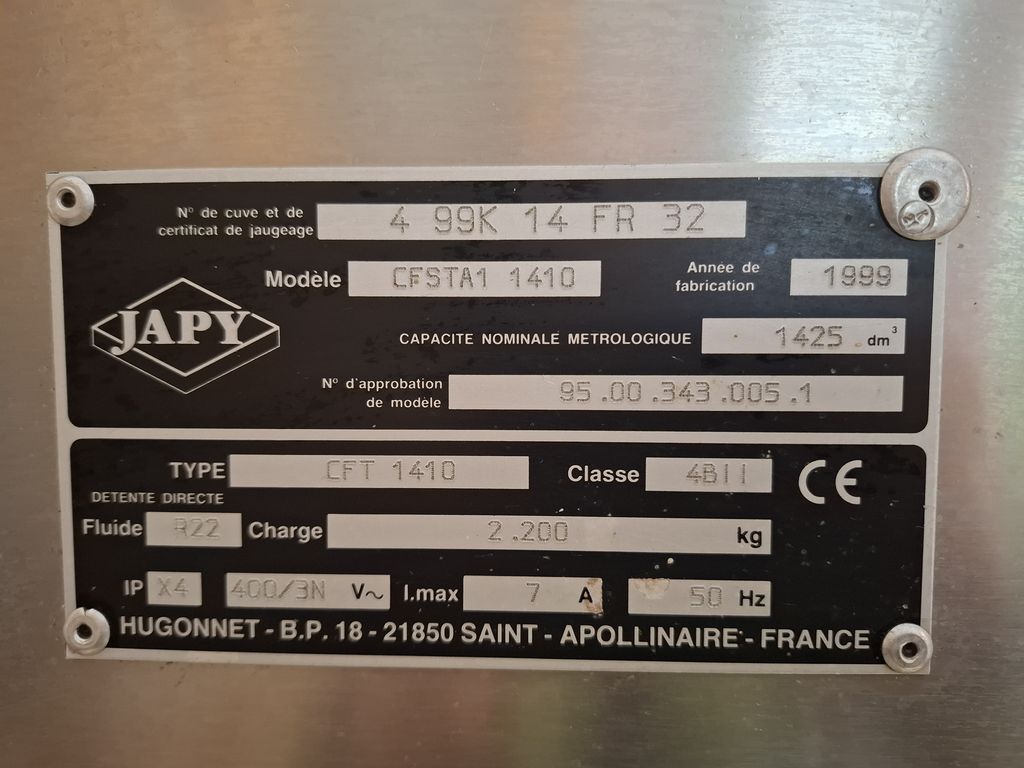 N° de cuve et de
certificat de jaugeage 4 99K 14 FR 32
Modèle CFSTA1 1410 Année de fabrication 1999
JAPY
CAPACITE NOMINALE METROLOGIQUE 1425 dm³
N° d'approbation
de modèle 95.00.343.005.1
TYPE CFT 1410 Classe 4BII CE
DETENTE DIRECTE
Fluide R22 Charge 2.200 kg
IP X4 400/3N V~ I.max 7 A 50 Hz
HUGONNET - B.P. 18 - 21850 SAINT - APOLLINAIRE - FRANCE